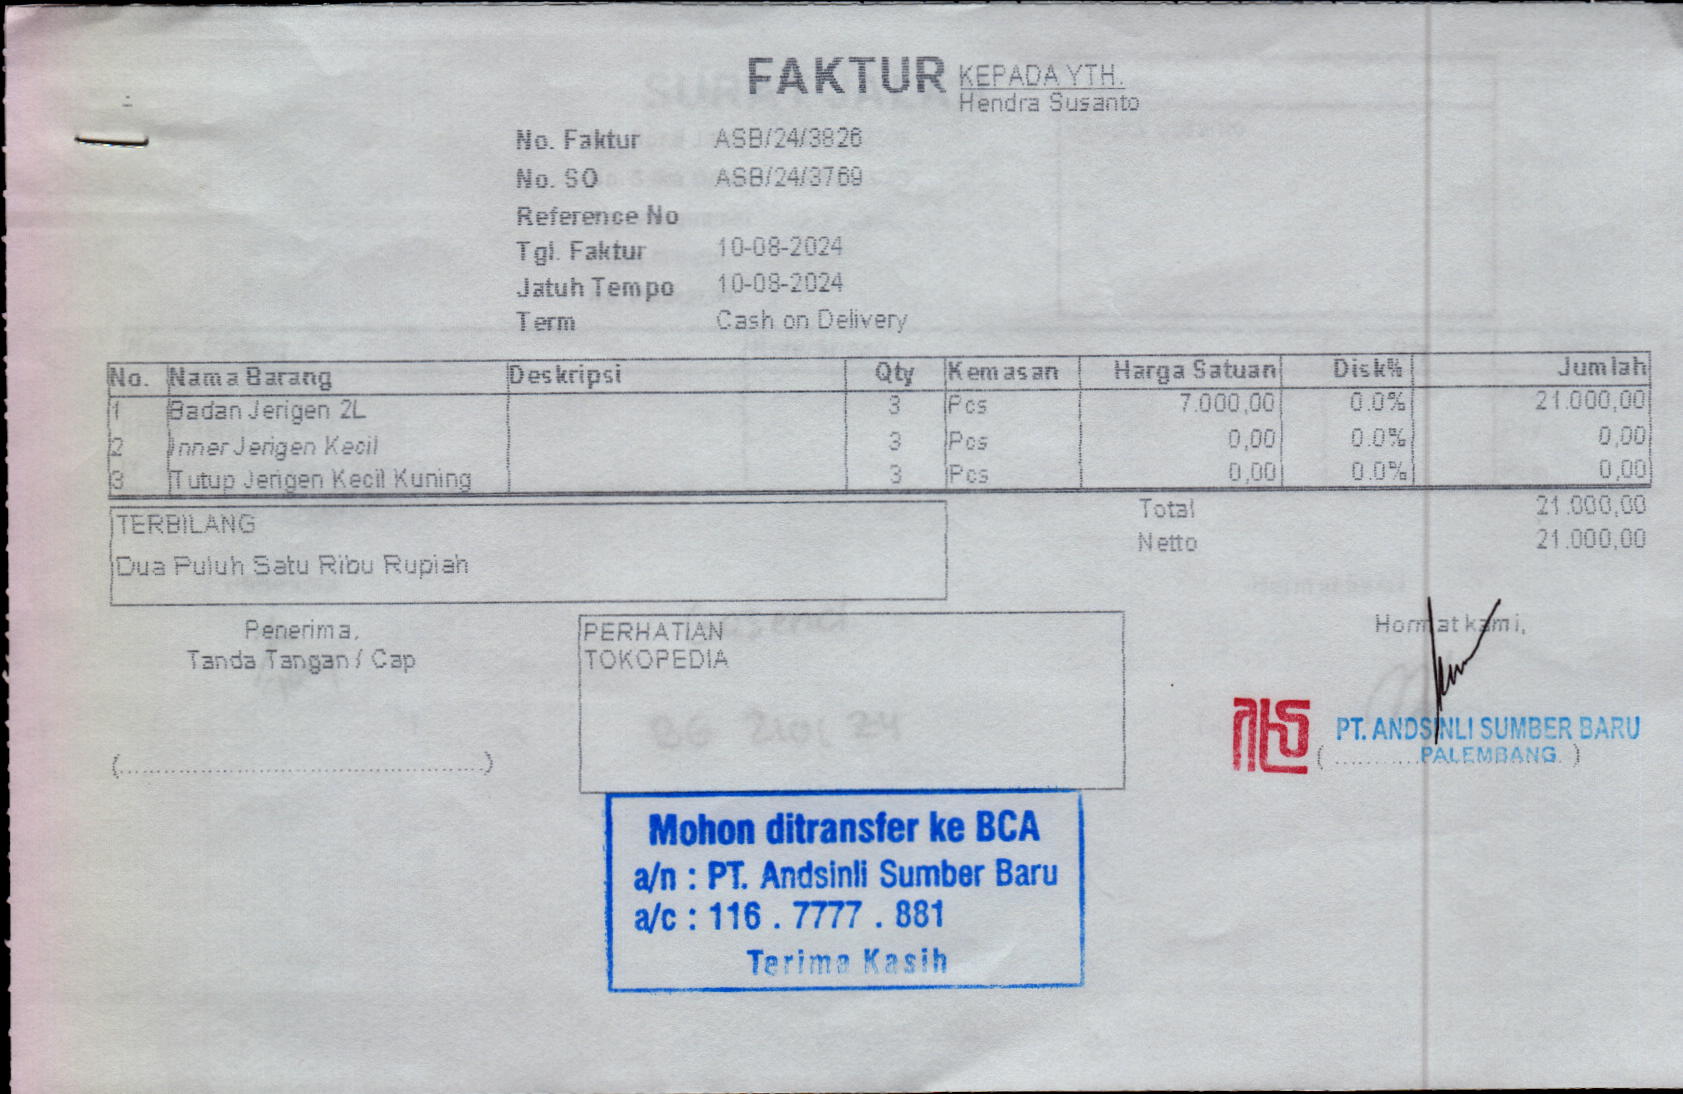 FAKTUR
KEPADA YTH.
Hendra Susanto
No. Faktur ASB/24/3826
No. SO ASB/24/3769
Reference No
Tgl. Faktur 10-08-2024
Jatuh Tempo 10-08-2024
Term Cash on Delivery
No. Nama Barang Deskripsi Qty Kemasan Harga Satuan Disk% Jumlah
1 Badan Jerigen 2L 3 Pcs 7.000,00 0.0% 21.000,00
2 Inner Jerigen Kecil 3 Pcs 0,00 0.0% 0,00
3 Tutup Jerigen Kecil Kuning 3 Pcs 0,00 0.0% 0,00
Total 21.000,00
Netto 21.000,00
TERBILANG
Dua Puluh Satu Ribu Rupiah
Penerima,
Tanda Tangan / Cap
(................................................)
PERHATIAN
TOKOPEDIA
Hormat kami,
PT. ANDSINLI SUMBER BARU
(...........PALEMBANG.)
Mohon ditransfer ke BCA
a/n : PT. Andsinli Sumber Baru
a/c : 116 . 7777 . 881
Terima Kasih